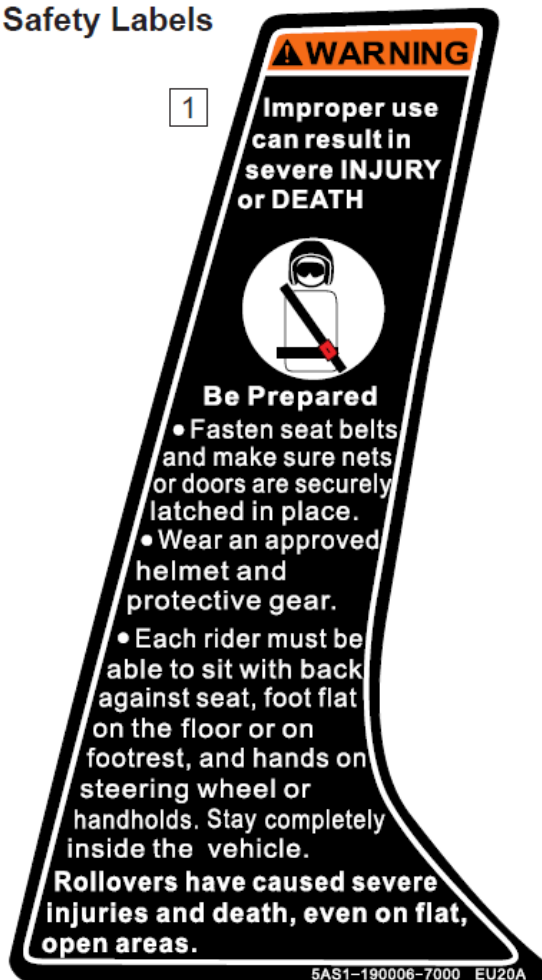 Safety Labels
1
WARNING
Improper use
can result in
severe INJURY
or DEATH
Be Prepared
• Fasten seat belts
and make sure nets
or doors are securely
latched in place.
• Wear an approved
helmet and
protective gear.
• Each rider must be
able to sit with back
against seat, foot flat
on the floor or on
footrest, and hands on
steering wheel or
handholds. Stay completely
inside the vehicle.
Rollovers have caused severe
injuries and death, even on flat,
open areas.
5AS1-190006-7000 EU20A